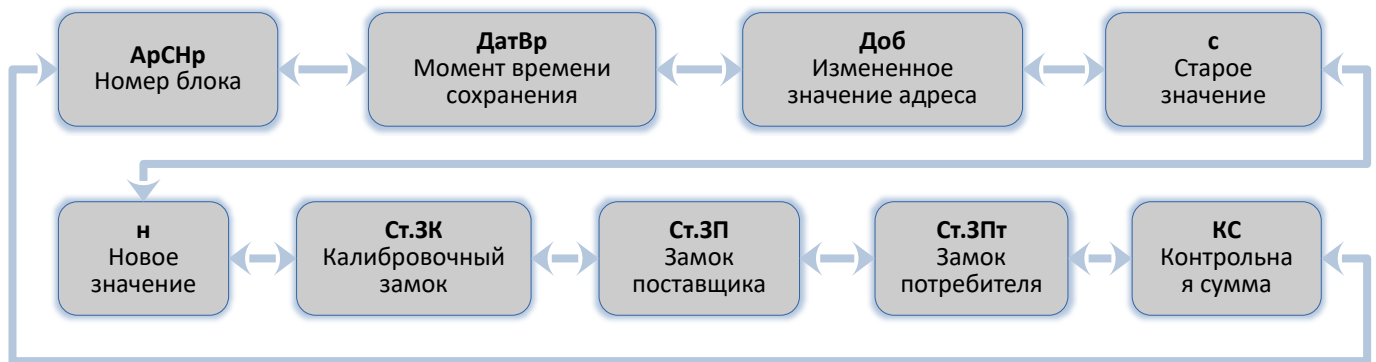 АрСНр
Номер блока
ДатВр
Момент времени
сохранения
Доб
Измененное
значение адреса
с
Старое
значение
н
Новое
значение
Ст.ЗК
Калибровочный
замок
Ст.ЗП
Замок
поставщика
Ст.ЗПт
Замок
потребителя
КС
Контрольна
я сумма